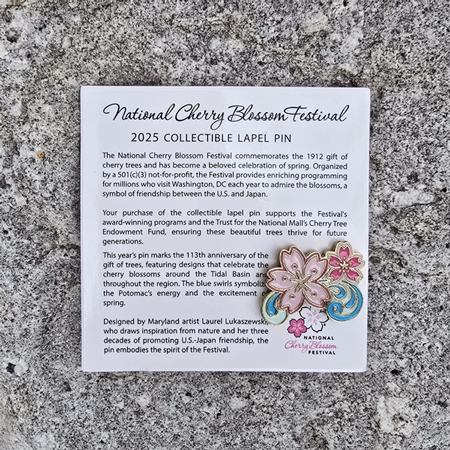 National Cherry Blossom Festival
2025 COLLECTIBLE LAPEL PIN
The National Cherry Blossom Festival commemorates the 1912 gift of
cherry trees and has become a beloved celebration of spring. Organized
by a 501(c)(3) not-for-profit, the Festival provides enriching programming
for millions who visit Washington, DC each year to admire the blossoms, a
symbol of friendship between the U.S. and Japan.
Your purchase of the collectible lapel pin supports the Festival's
award-winning programs and the Trust for the National Mall's Cherry Tree
Endowment Fund, ensuring these beautiful trees thrive for future
generations.
This year's pin marks the 113th anniversary of the
gift of trees, featuring designs that celebrate the
cherry blossoms around the Tidal Basin and
throughout the region. The blue swirls symboliz
the Potomac's energy and the excitement o
spring.
Designed by Maryland artist Laurel Lukaszewski,
who draws inspiration from nature and her three
decades of promoting U.S.-Japan friendship, the
pin embodies the spirit of the Festival.
NATIONAL
Cherry Blossom
FESTIVAL